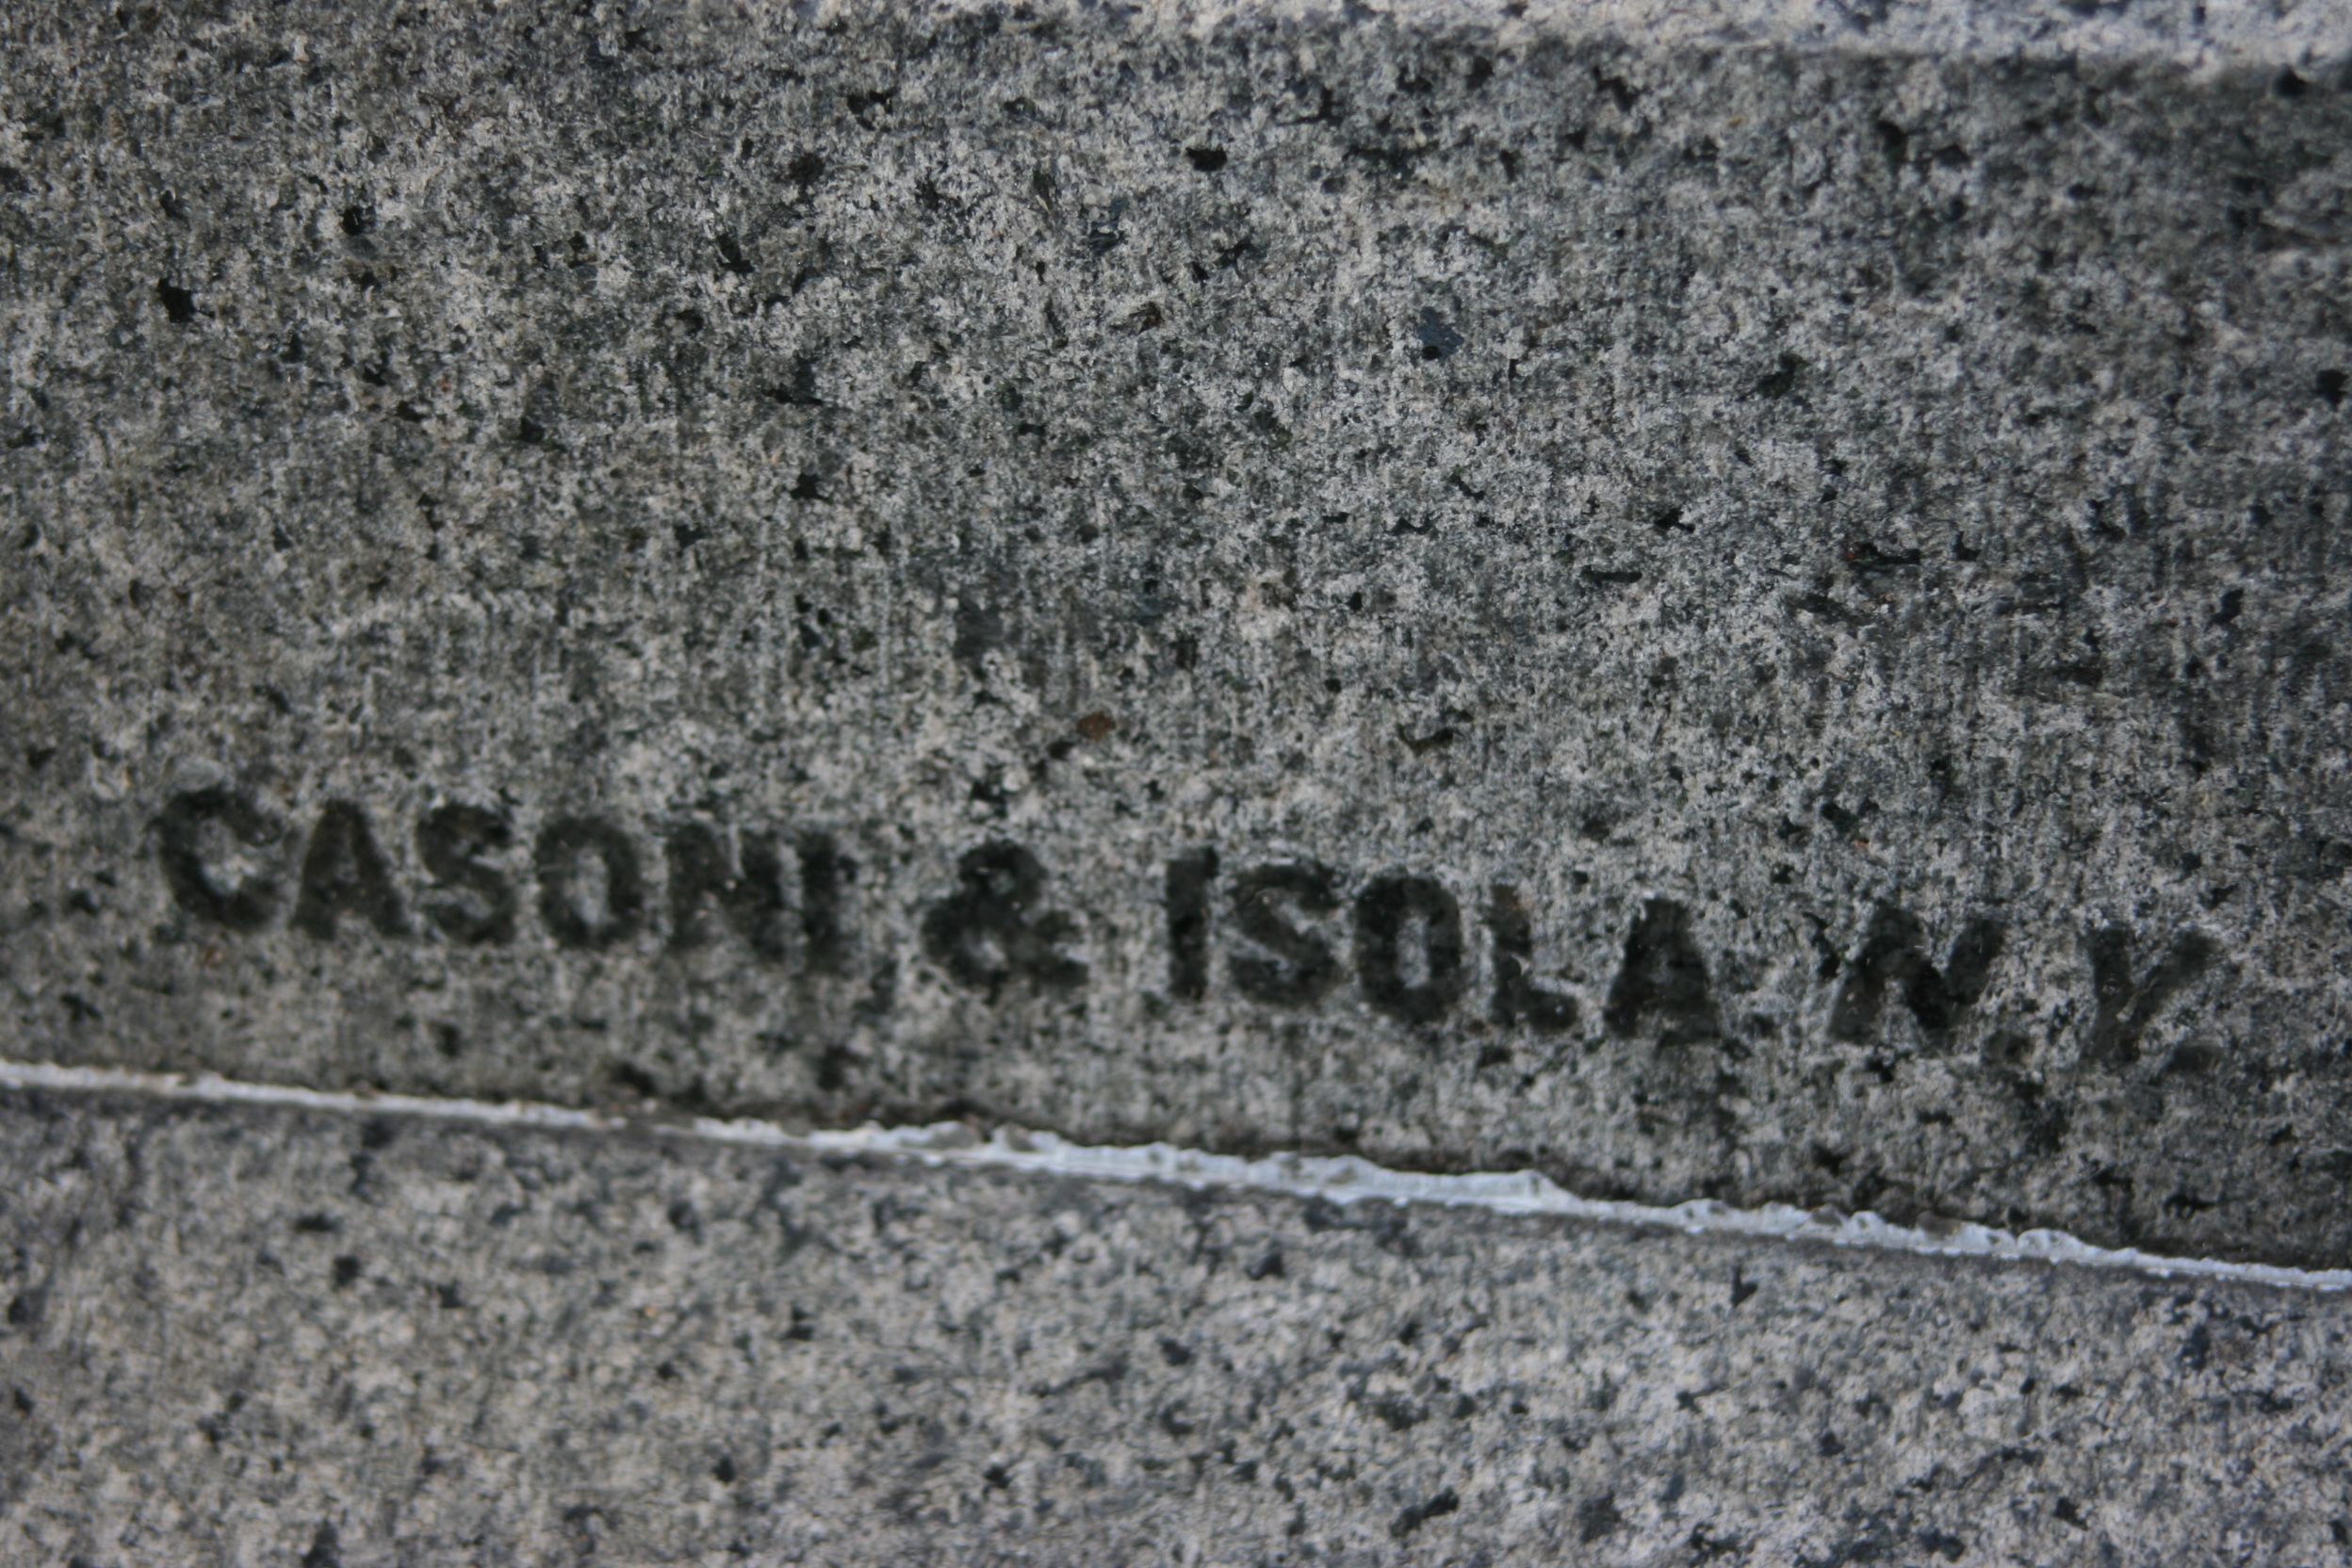 CASONI & ISOLA N.Y.